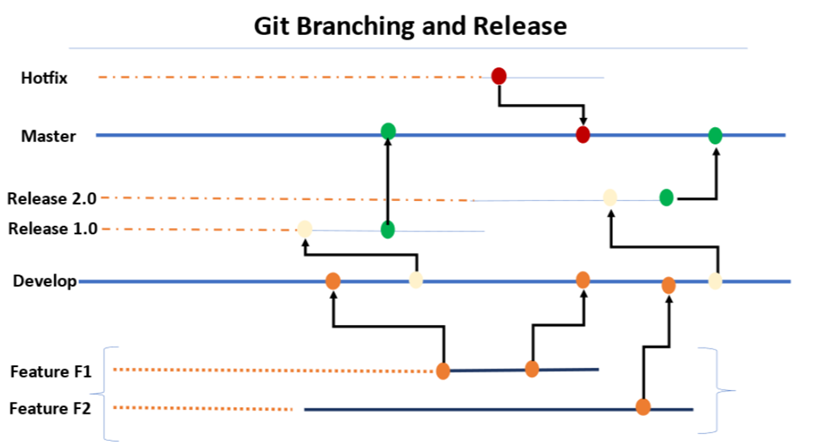 Git Branching and Release
Hotfix
Master
Release 2.0
Release 1.0
Develop
Feature F1
Feature F2